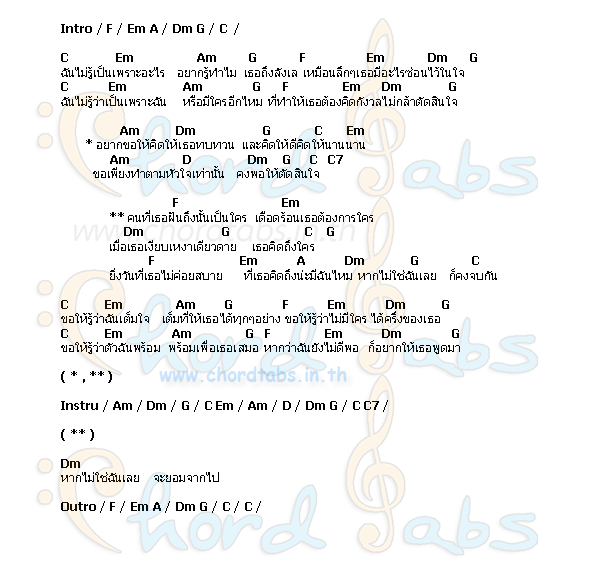 Intro / F / Em A / Dm G / C /
C Em Am G F Em Dm G
ฉันไม่รู้เป็นเพราะอะไร อยากรู้ทำไม เธอถึงลังเล เหมือนลึกๆเธอมีอะไรซ่อนไว้ในใจ
C Em Am G F Em Dm G
ฉันไม่รู้ว่าเป็นเพราะฉัน หรือมีใครอีกไหม ที่ทำให้เธอต้องคิดกังวลไม่กล้าตัดสินใจ
Am Dm G C Em
* อยากขอให้คิดให้เธอทบทวน และคิดให้ดีคิดให้นานนาน
Am D Dm G C C7
ขอเพียงทำตามหัวใจเท่านั้น คงพอให้ตัดสินใจ
F Em
** คนที่เธอฝันถึงนั้นเป็นใคร เดือดร้อนเธอต้องการใคร
www.chordtabs.in.th
Dm G C G
เมื่อเธอเงียบเหงาเดียวดาย เธอคิดถึงใคร
F Em A Dm G C
ยิ่งวันที่เธอไม่ค่อยสบาย ที่เธอคิดถึงน่ะมีฉันไหม หากไม่ใช่ฉันเลย ก็คงจบกัน
C Em Am G F Em Dm G
ขอให้รู้ว่าฉันเต็มใจ เต็มที่ให้เธอได้ทุกๆอย่าง ขอให้รู้ว่าไม่มีใคร ได้ครึ่งของเธอ
C Em Am G F Em Dm G
ขอให้รู้ว่าตัวฉันพร้อม พร้อมเพื่อเธอเสมอ หากว่าฉันยังไม่ดีพอ ก็อยากให้เธอพูดมา
( * , ** )
www.chordtabs.in.th
Instru / Am / Dm / G / C Em / Am / D / Dm G / C C7 /
( ** )
Dm
หากไม่ใช่ฉันเลย จะยอมจากไป
Outro / F / Em A / Dm G / C / C /
Chord Tabs